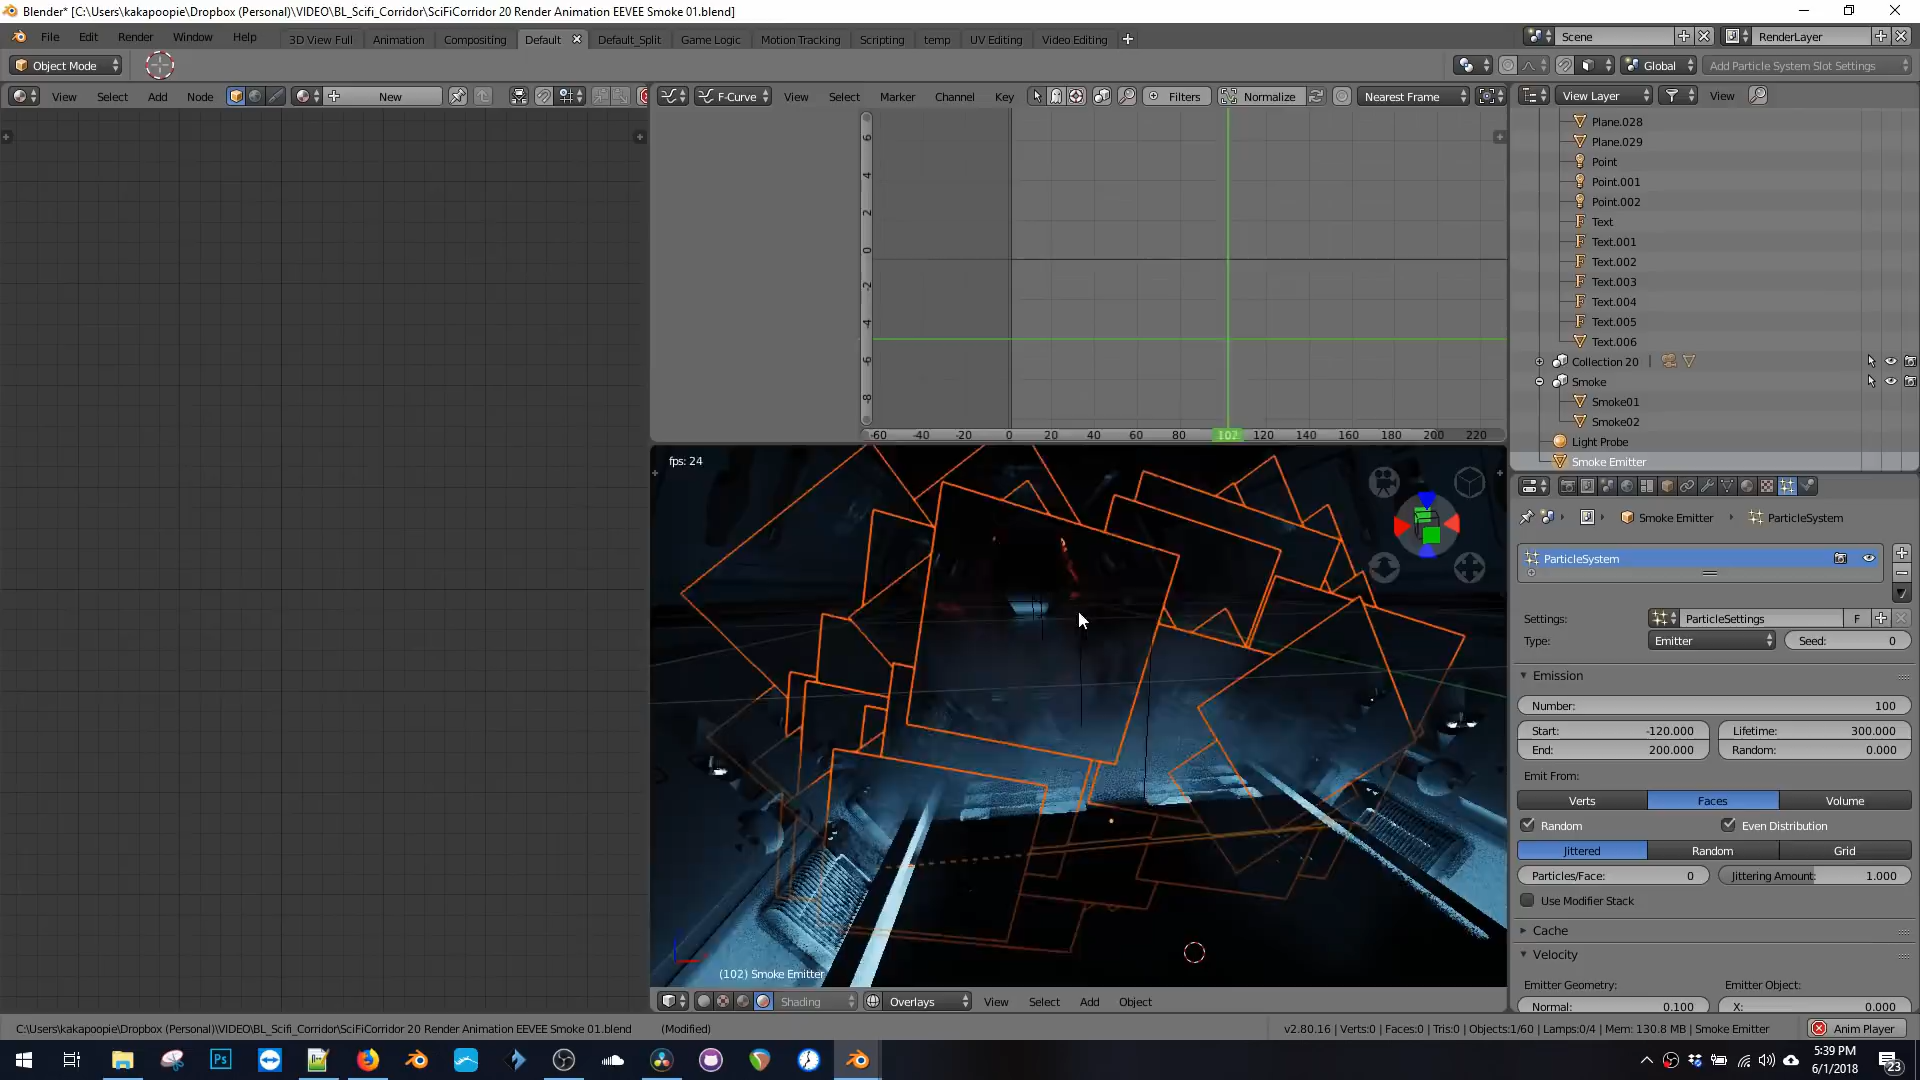 Blender* [C:\Users\kakapoopie\Dropbox (Personal)\VIDEO\BL_Scifi_Corridor\SciFiCorridor 20 Render Animation EEVEE Smoke 01.blend]
File Edit Render Window Help 3D View Full Animation Compositing Default Default_Split Game Logic Motion Tracking Scripting temp UV Editing Video Editing Scene RenderLayer
Object Mode Global Add Particle System Slot Settings
View Select Add Node New F-Curve View Select Marker Channel Key Filters Normalize Nearest Frame View Layer View
Plane.028
Plane.029
Point
Point.001
Point.002
Text
Text.001
Text.002
Text.003
Text.004
Text.005
Text.006
Collection 20
Smoke
Smoke01
Smoke02
Light Probe
Smoke Emitter
6
4
2
0
-2
-4
-6
-8
-60 -40 -20 0 20 40 60 80 102 120 140 160 180 200 220
fps: 24
(102) Smoke Emitter
Shading Overlays View Select Add Object
Smoke Emitter ParticleSystem
ParticleSystem
Settings: ParticleSettings F
Type: Emitter Seed: 0
Emission
Number: 100
Start: -120.000 Lifetime: 300.000
End: 200.000 Random: 0.000
Emit From:
Verts Faces Volume
Random Even Distribution
Jittered Random Grid
Particles/Face: 0 Jittering Amount: 1.000
Use Modifier Stack
Cache
Velocity
Emitter Geometry: Emitter Object:
Normal: 0.100 X: 0.000
C:\Users\kakapoopie\Dropbox (Personal)\VIDEO\BL_Scifi_Corridor\SciFiCorridor 20 Render Animation EEVEE Smoke 01.blend (Modified) v2.80.16 | Verts:0 | Faces:0 | Tris:0 | Objects:1/60 | Lamps:0/4 | Mem: 130.8 MB | Smoke Emitter Anim Player
Ps
5:39 PM
6/1/2018
23